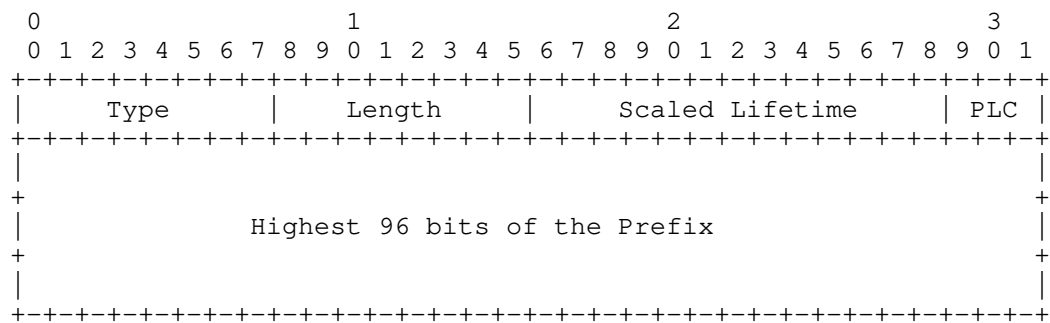 0                   1                   2                   3
 0 1 2 3 4 5 6 7 8 9 0 1 2 3 4 5 6 7 8 9 0 1 2 3 4 5 6 7 8 9 0 1
+-+-+-+-+-+-+-+-+-+-+-+-+-+-+-+-+-+-+-+-+-+-+-+-+-+-+-+-+-+-+-+-+
|     Type      |    Length     |     Scaled Lifetime     | PLC |
+-+-+-+-+-+-+-+-+-+-+-+-+-+-+-+-+-+-+-+-+-+-+-+-+-+-+-+-+-+-+-+-+
|                                                               |
+                                                               +
|              Highest 96 bits of the Prefix                    |
+                                                               +
|                                                               |
+-+-+-+-+-+-+-+-+-+-+-+-+-+-+-+-+-+-+-+-+-+-+-+-+-+-+-+-+-+-+-+-+